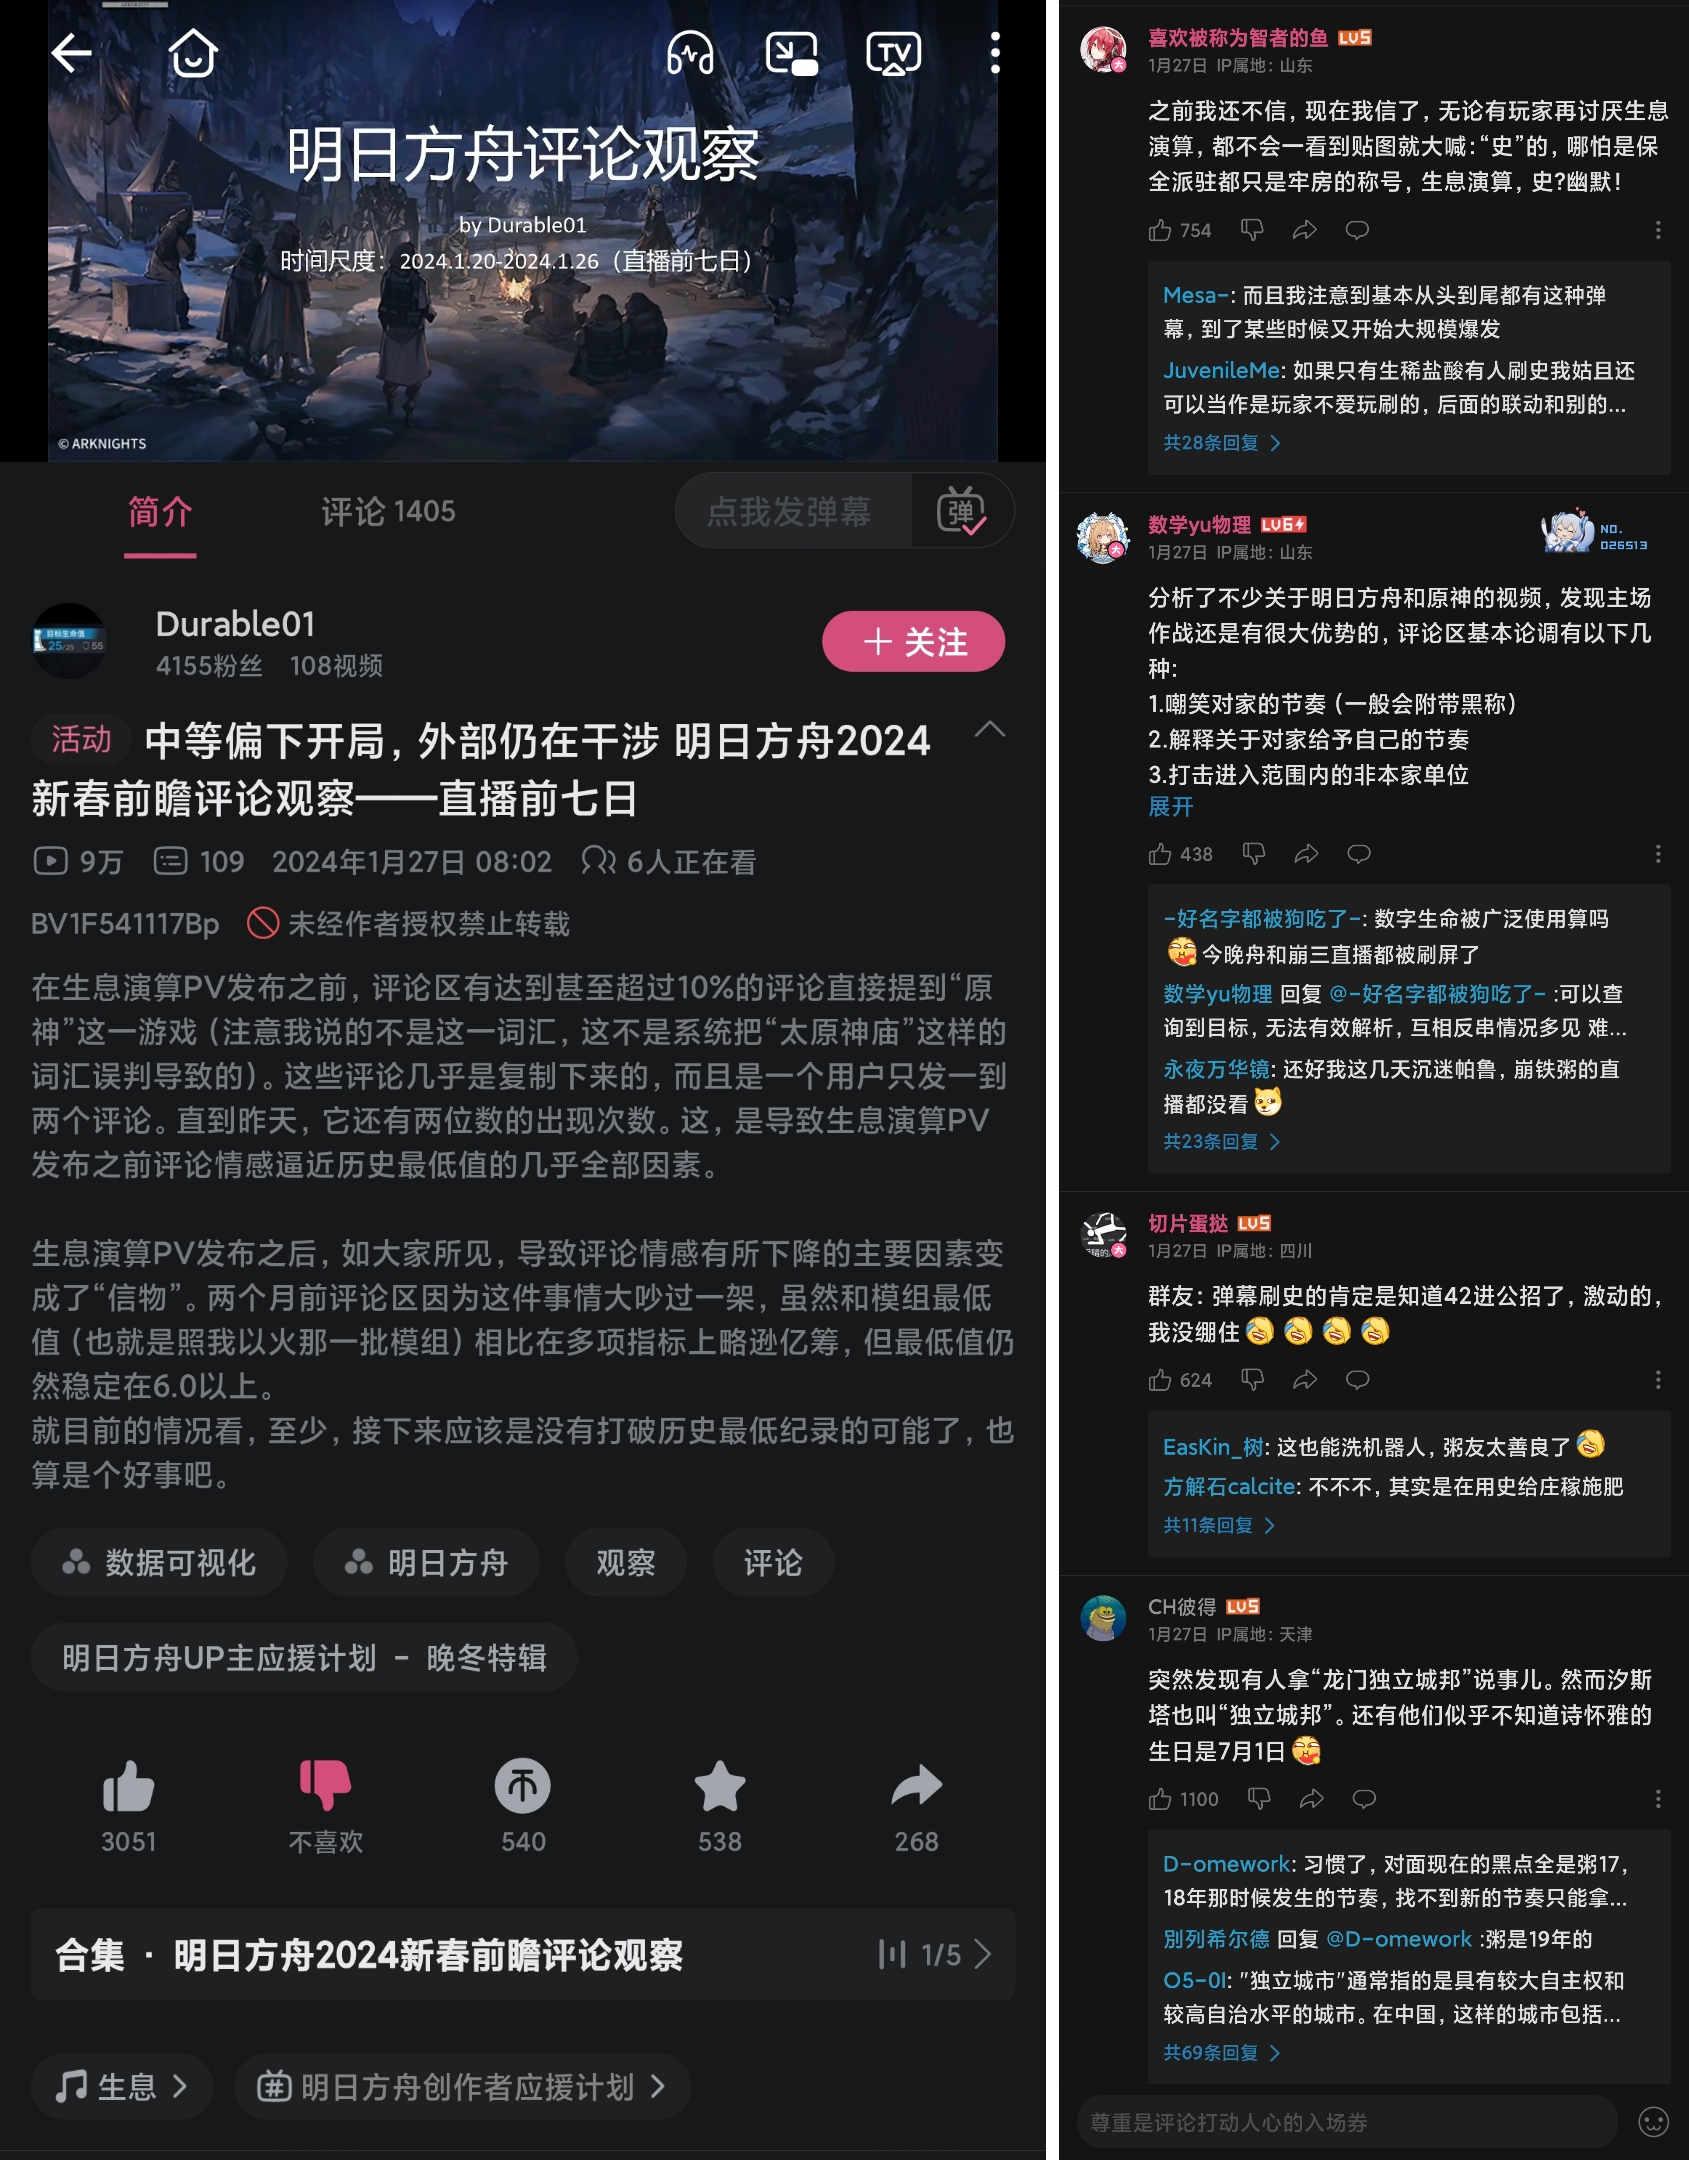 明日方舟评论观察
by Durable01
时间尺度：2024.1.20-2024.1.26（直播前七日）
© ARKNIGHTS
TV
简介
评论 1405
点我发弹幕
弹
Durable01
4155粉丝 108视频
＋ 关注
活动 中等偏下开局，外部仍在干涉 明日方舟2024
新春前瞻评论观察——直播前七日
9万 109 2024年1月27日 08:02 6人正在看
BV1F541117Bp 未经作者授权禁止转载
在生息演算PV发布之前，评论区有达到甚至超过10%的评论直接提到“原
神”这一游戏（注意我说的不是这一词汇，这不是系统把“太原神庙”这样的
词汇误判导致的）。这些评论几乎是复制下来的，而且是一个用户只发一到
两个评论。直到昨天，它还有两位数的出现次数。这，是导致生息演算PV
发布之前评论情感逼近历史最低值的几乎全部因素。
生息演算PV发布之后，如大家所见，导致评论情感有所下降的主要因素变
成了“信物”。两个月前评论区因为这件事情大吵过一架，虽然和模组最低
值（也就是照我以火那一批模组）相比在多项指标上略逊亿筹，但最低值仍
然稳定在6.0以上。
就目前的情况看，至少，接下来应该是没有打破历史最低纪录的可能了，也
算是个好事吧。
数据可视化 明日方舟 观察 评论
明日方舟UP主应援计划 - 晚冬特辑
3051 不喜欢 540 538 268
合集 · 明日方舟2024新春前瞻评论观察 1/5
生息 明日方舟创作者应援计划
喜欢被称为智者的鱼 LV5
1月27日 IP属地：山东
之前我还不信，现在我信了，无论有玩家再讨厌生息
演算，都不会一看到贴图就大喊：“史”的，哪怕是保
全派驻都只是牢房的称号，生息演算，史?幽默！
754
Mesa-: 而且我注意到基本从头到尾都有这种弹
幕，到了某些时候又开始大规模爆发
JuvenileMe: 如果只有生稀盐酸有人刷史我姑且还
可以当作是玩家不爱玩刷的，后面的联动和别的...
共28条回复
数学yu物理 LV6
NO.
026513
1月27日 IP属地：山东
分析了不少关于明日方舟和原神的视频，发现主场
作战还是有很大优势的，评论区基本论调有以下几
种：
1.嘲笑对家的节奏（一般会附带黑称）
2.解释关于对家给予自己的节奏
3.打击进入范围内的非本家单位
展开
438
-好名字都被狗吃了-: 数字生命被广泛使用算吗
今晚舟和崩三直播都被刷屏了
数学yu物理 回复 @-好名字都被狗吃了- :可以查
询到目标，无法有效解析，互相反串情况多见 难...
永夜万华镜: 还好我这几天沉迷帕鲁，崩铁粥的直
播都没看
共23条回复
切片蛋挞 LV5
1月27日 IP属地：四川
群友：弹幕刷史的肯定是知道42进公招了，激动的，
我没绷住
624
EasKin_树: 这也能洗机器人，粥友太善良了
方解石calcite: 不不不，其实是在用史给庄稼施肥
共11条回复
CH彼得 LV5
1月27日 IP属地：天津
突然发现有人拿“龙门独立城邦”说事儿。然而汐斯
塔也叫“独立城邦”。还有他们似乎不知道诗怀雅的
生日是7月1日
1100
D-omework: 习惯了，对面现在的黑点全是粥17，
18年那时候发生的节奏，找不到新的节奏只能拿...
別列希尔德 回复 @D-omework :粥是19年的
O5-0l: "独立城市"通常指的是具有较大自主权和
较高自治水平的城市。在中国，这样的城市包括...
共69条回复
尊重是评论打动人心的入场券